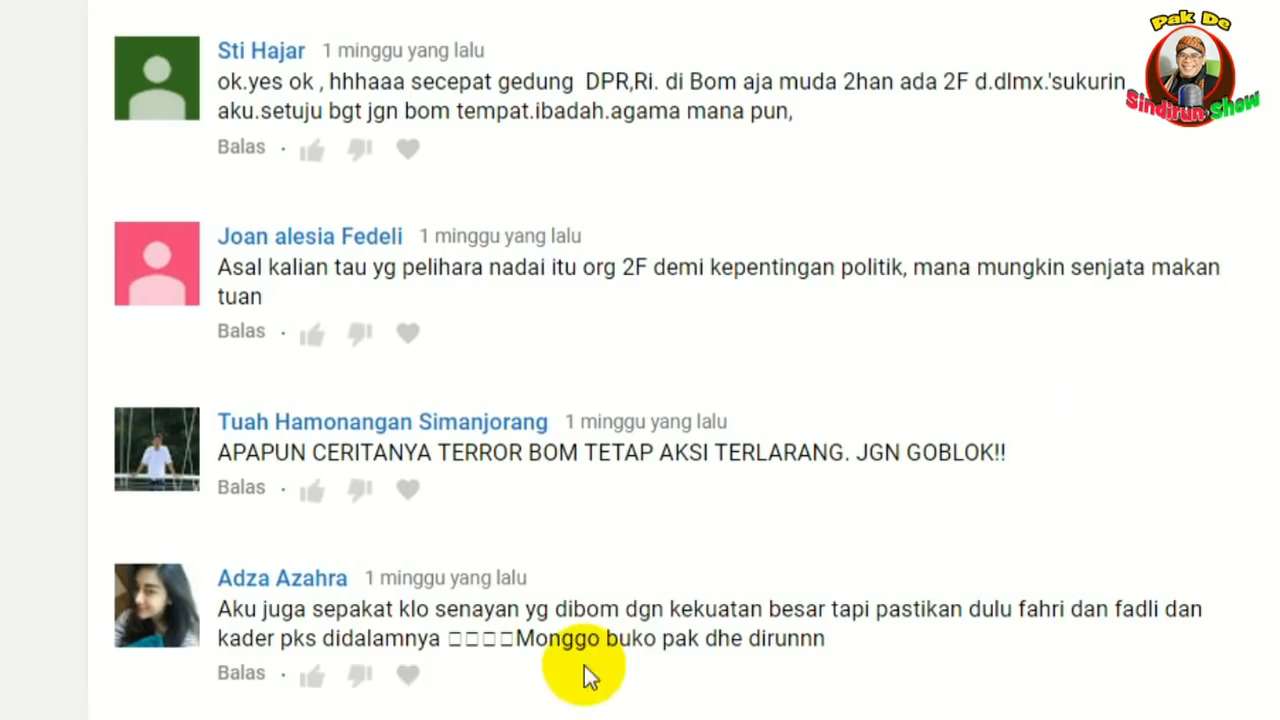 Pak De
Sindirun Show
Sti Hajar 1 minggu yang lalu
ok.yes ok , hhhaaa secepat gedung  DPR,Ri. di Bom aja muda 2han ada 2F d.dlmx.'sukurin
aku.setuju bgt jgn bom tempat.ibadah.agama mana pun,
Balas ·
Joan alesia Fedeli 1 minggu yang lalu
Asal kalian tau yg pelihara nadai itu org 2F demi kepentingan politik, mana mungkin senjata makan
tuan
Balas ·
Tuah Hamonangan Simanjorang 1 minggu yang lalu
APAPUN CERITANYA TERROR BOM TETAP AKSI TERLARANG. JGN GOBLOK!!
Balas ·
Adza Azahra 1 minggu yang lalu
Aku juga sepakat klo senayan yg dibom dgn kekuatan besar tapi pastikan dulu fahri dan fadli dan
kader pks didalamnya □□□□Monggo buko pak dhe dirunnn
Balas ·